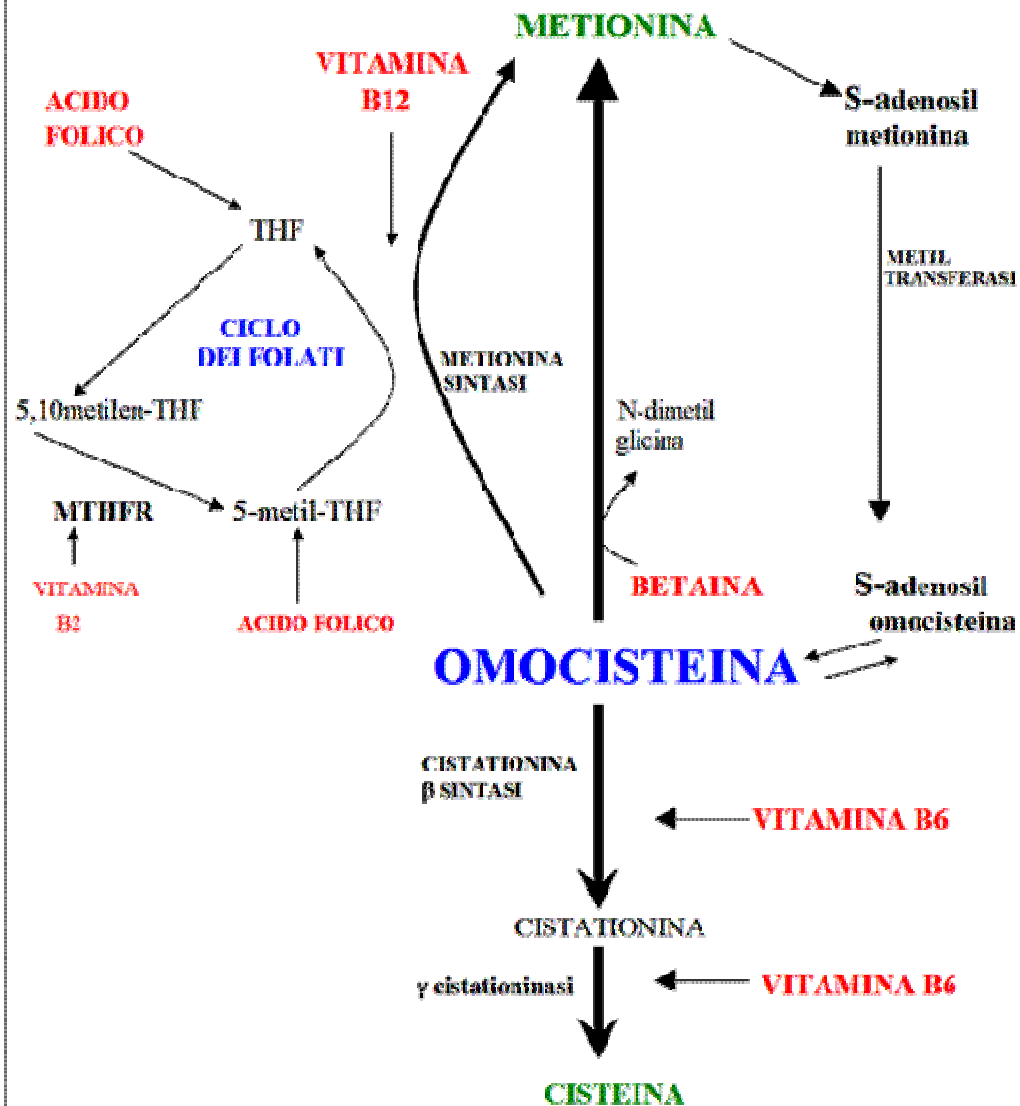 METIONINA
VITAMINA
B12
ACIDO
FOLICO
S-adenosil
metionina
THF
METIL
TRANSFERASI
CICLO
DEI FOLATI
METIONINA
SINTASI
5,10metilen-THF
N-dimetil
glicina
MTHFR
5-metil-THF
VITAMINA
B2
ACIDO FOLICO
BETAINA
S-adenosil
omocisteina
OMOCISTEINA
CISTATIONINA
β SINTASI
VITAMINA B6
CISTATIONINA
γ cistationinasi
VITAMINA B6
CISTEINA